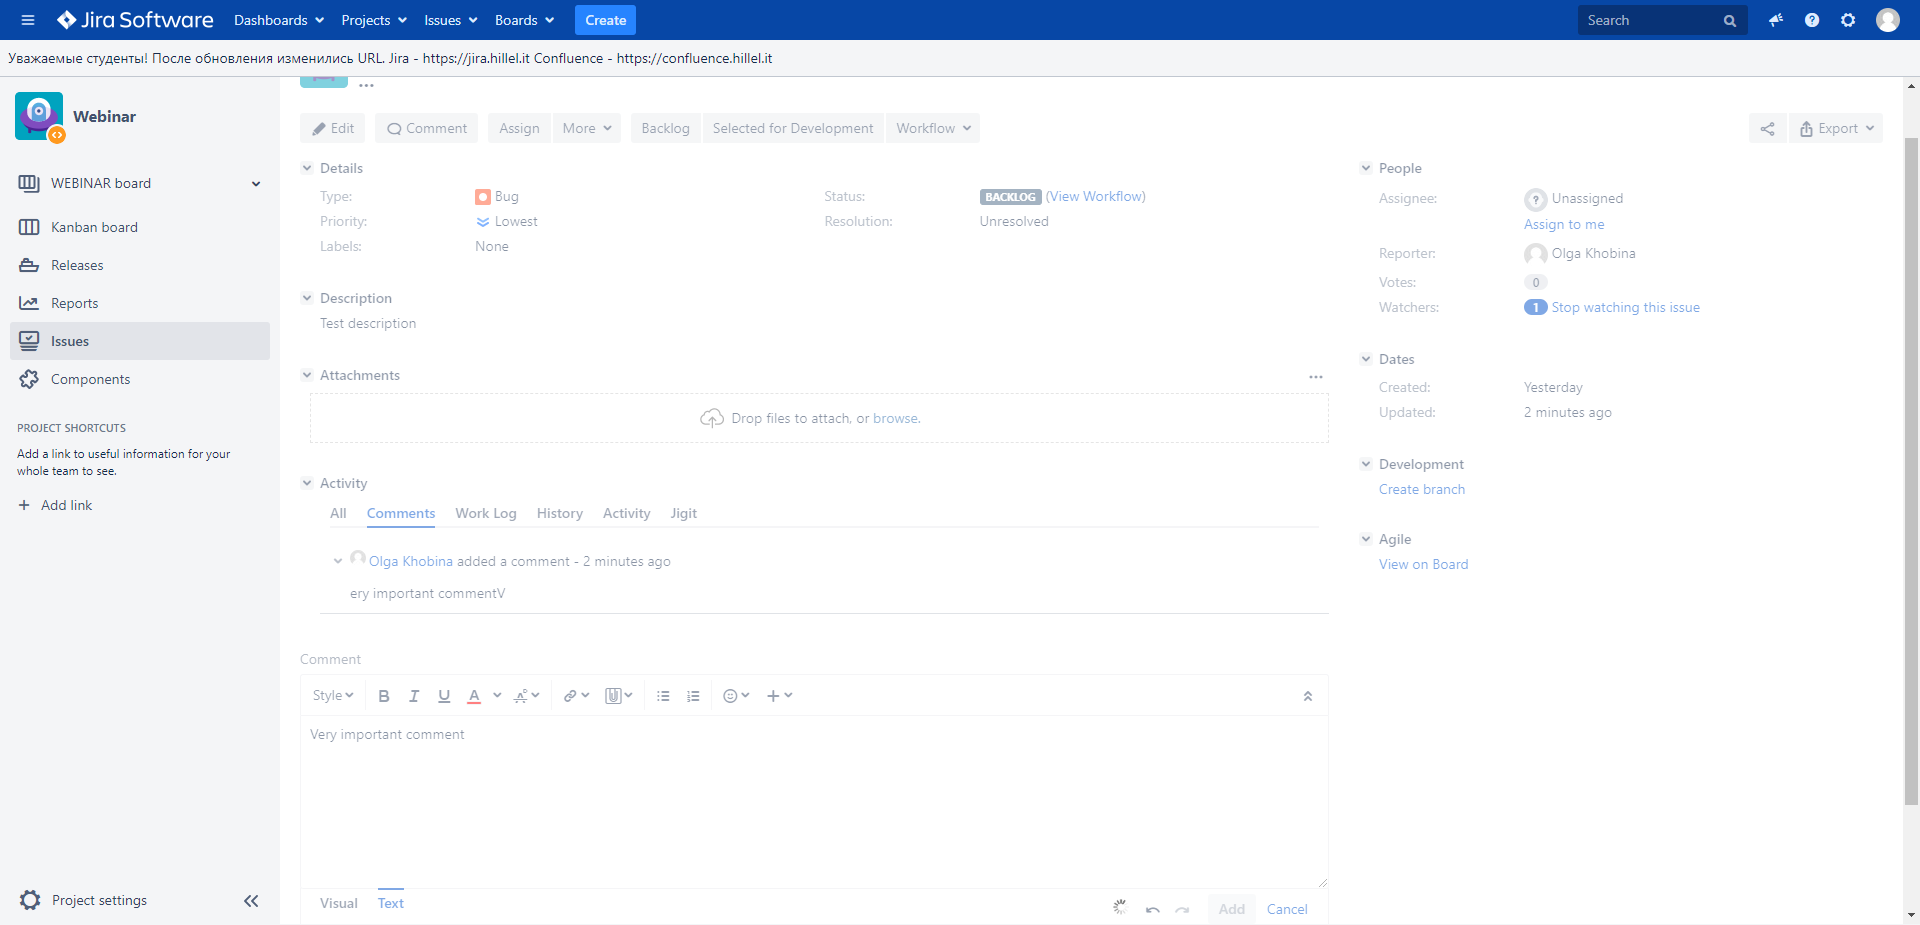 Jira Software Dashboards Projects Issues Boards Create Search
Уважаемые студенты! После обновления изменились URL. Jira - https://jira.hillel.it Confluence - https://confluence.hillel.it
Webinar
WEBINAR board
Kanban board
Releases
Reports
Issues
Components
PROJECT SHORTCUTS
Add a link to useful information for your
whole team to see.
+ Add link
Project settings
Edit Comment Assign More Backlog Selected for Development Workflow Export
Details
Type: Bug Status: BACKLOG (View Workflow)
Priority: Lowest Resolution: Unresolved
Labels: None
Description
Test description
Attachments
Drop files to attach, or browse.
Activity
All Comments Work Log History Activity Jigit
Olga Khobina added a comment - 2 minutes ago
ery important commentV
Comment
Style B I U A
Very important comment
Visual Text Add Cancel
People
Assignee: Unassigned
Assign to me
Reporter: Olga Khobina
Votes: 0
Watchers: 1 Stop watching this issue
Dates
Created: Yesterday
Updated: 2 minutes ago
Development
Create branch
Agile
View on Board